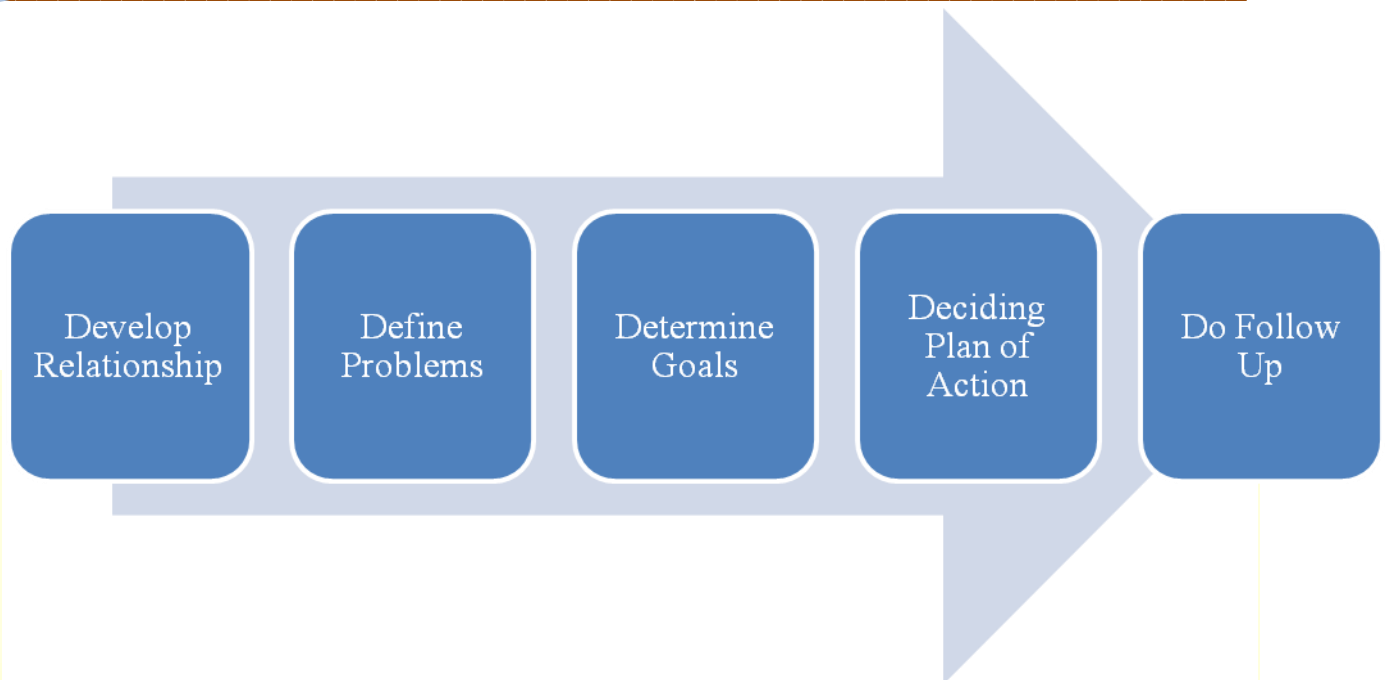 Develop
Relationship
Define
Problems
Determine
Goals
Deciding
Plan of
Action
Do Follow
Up